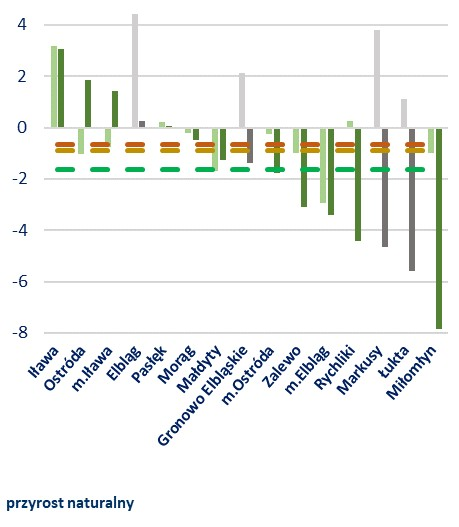 4
2
0
-2
-4
-6
-8
Iława
Ostróda
m.Iława
Elbląg
Pasłęk
Morąg
Małdyty
Gronowo Elbląskie
m.Ostróda
Zalewo
m.Elbląg
Rychliki
Markusy
Łukta
Miłomłyn
przyrost naturalny